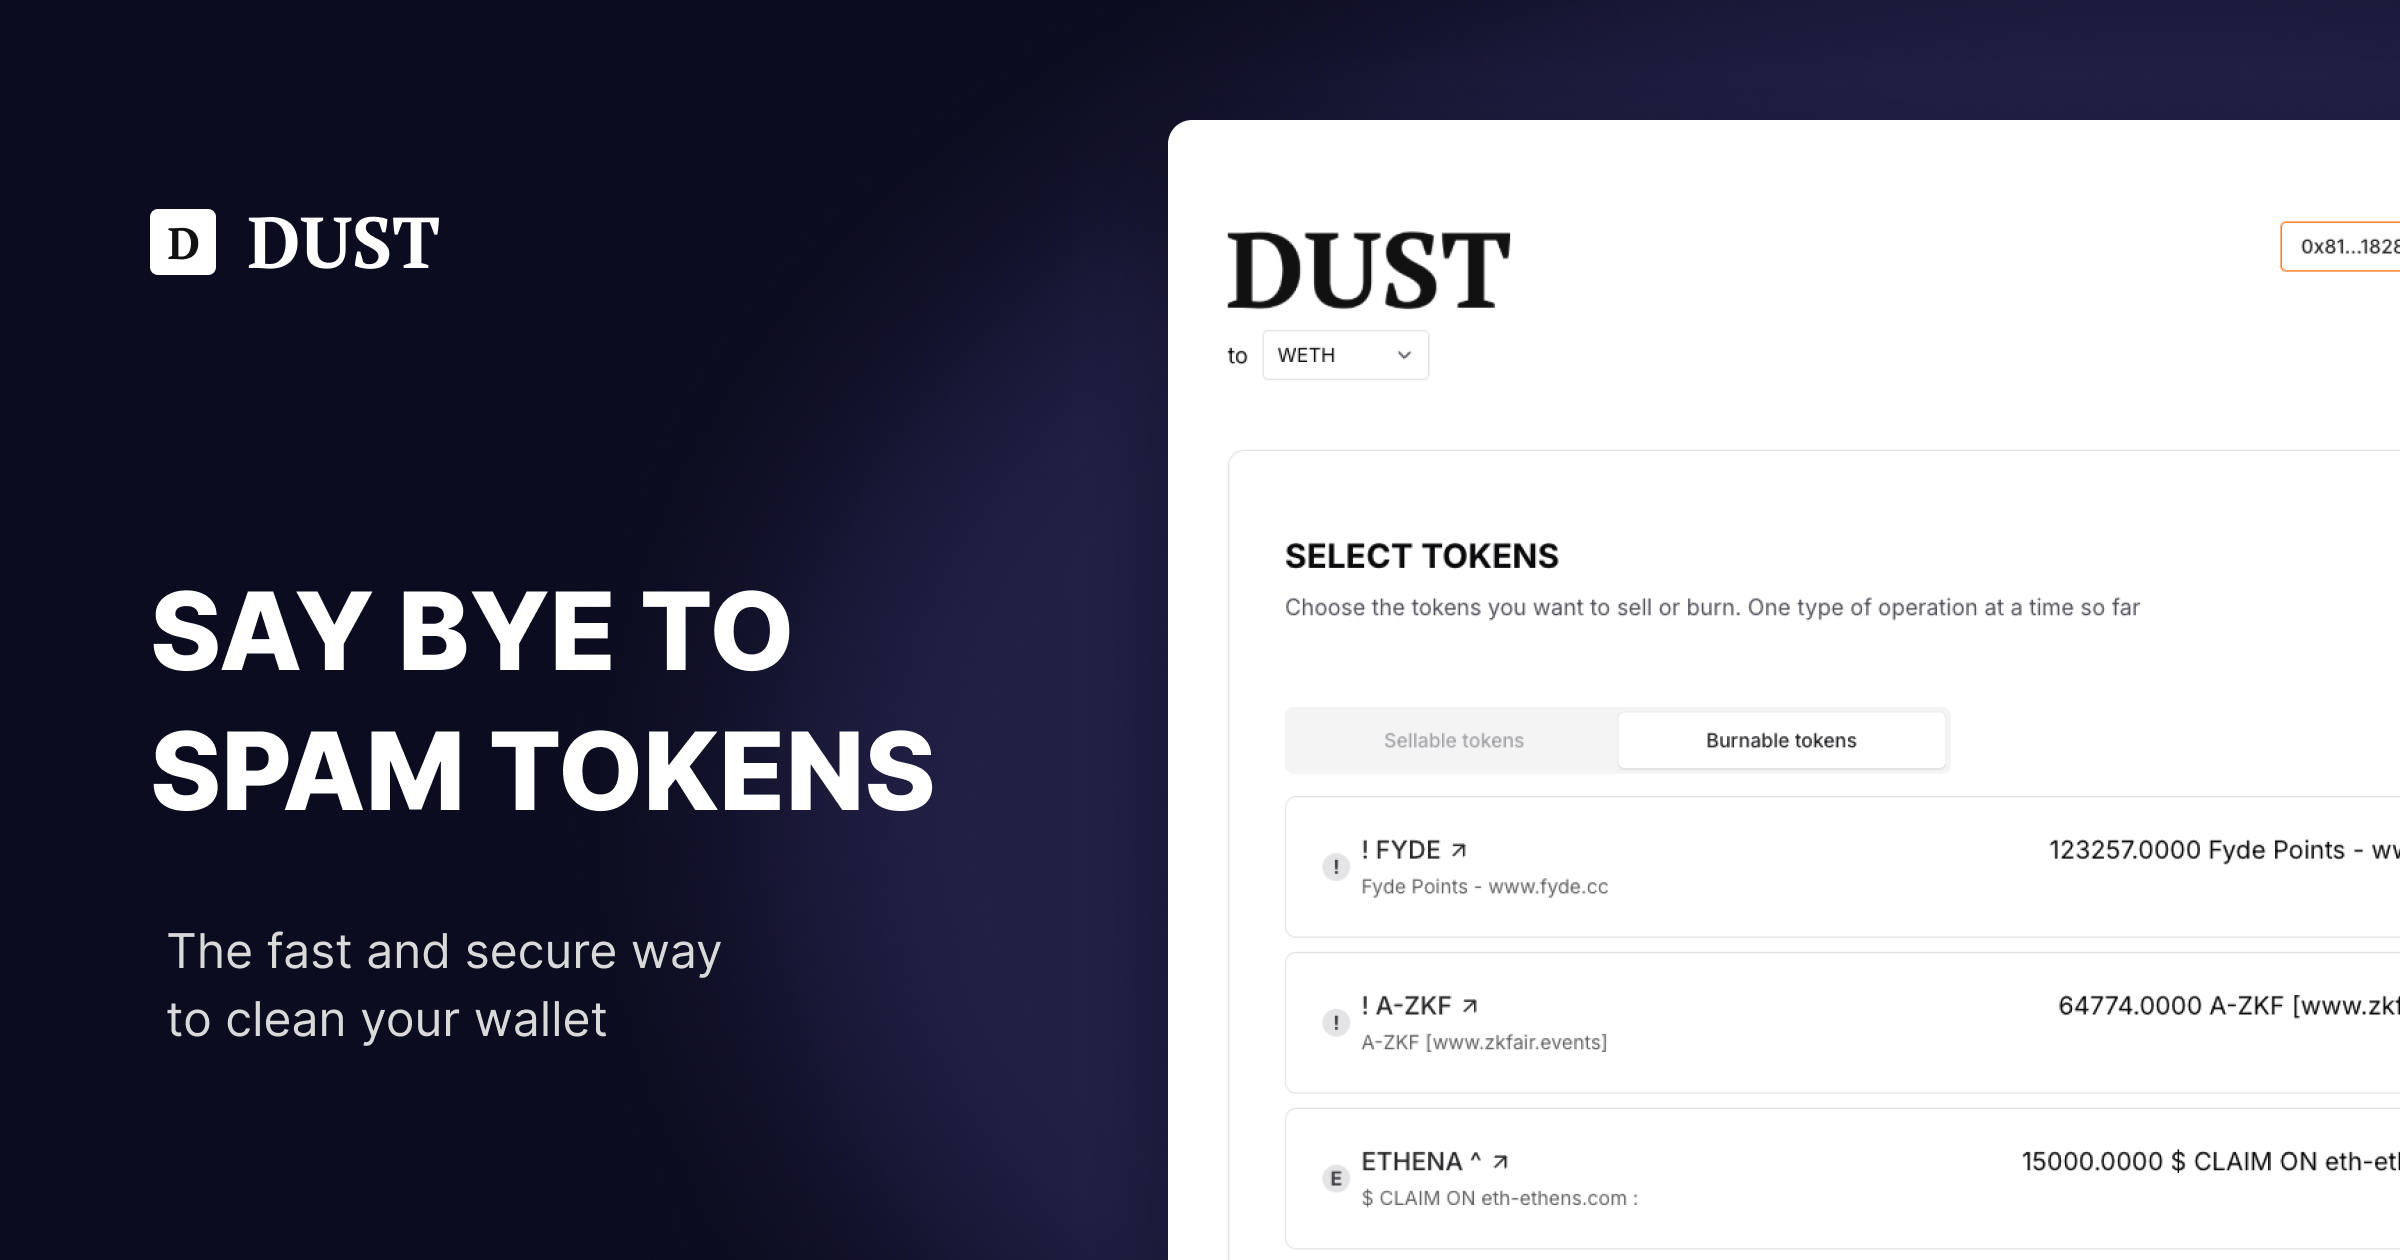 D DUST
SAY BYE TO
SPAM TOKENS
The fast and secure way
to clean your wallet
DUST
0x81...1828
to WETH
SELECT TOKENS
Choose the tokens you want to sell or burn. One type of operation at a time so far
Sellable tokens Burnable tokens
! ! FYDE ↗ 123257.0000 Fyde Points - ww
Fyde Points - www.fyde.cc
! ! A-ZKF ↗ 64774.0000 A-ZKF [www.zkf
A-ZKF [www.zkfair.events]
E ETHENA ^ ↗ 15000.0000 $ CLAIM ON eth-eth
$ CLAIM ON eth-ethens.com :